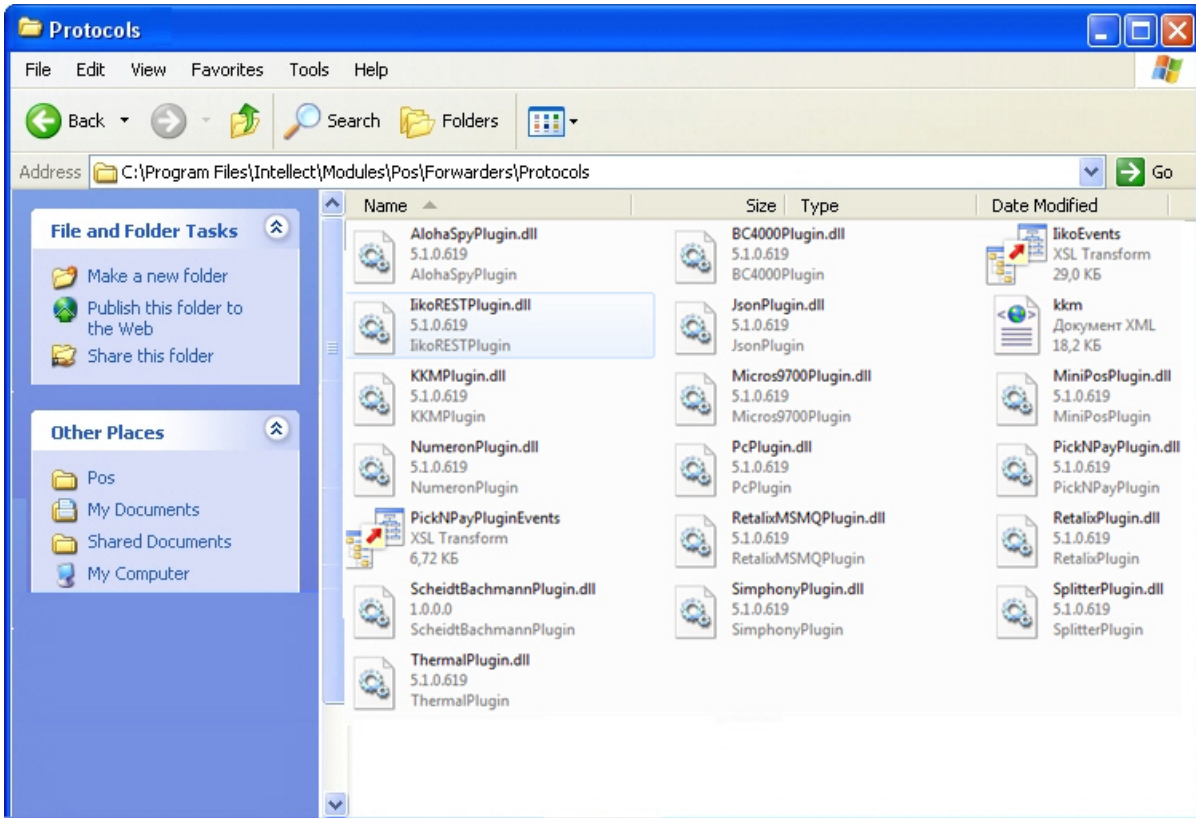 Protocols
File Edit View Favorites Tools Help
Back Search Folders
Address C:\Program Files\Intellect\Modules\Pos\Forwarders\Protocols Go
File and Folder Tasks
Make a new folder
Publish this folder to
the Web
Share this folder
Other Places
Pos
My Documents
Shared Documents
My Computer
Name Size Type Date Modified
AlohaSpyPlugin.dll
5.1.0.619
AlohaSpyPlugin
BC4000Plugin.dll
5.1.0.619
BC4000Plugin
IikoEvents
XSL Transform
29,0 КБ
IikoRESTPlugin.dll
5.1.0.619
IikoRESTPlugin
JsonPlugin.dll
5.1.0.619
JsonPlugin
kkm
Документ XML
18,2 КБ
KKMPlugin.dll
5.1.0.619
KKMPlugin
Micros9700Plugin.dll
5.1.0.619
Micros9700Plugin
MiniPosPlugin.dll
5.1.0.619
MiniPosPlugin
NumeronPlugin.dll
5.1.0.619
NumeronPlugin
PcPlugin.dll
5.1.0.619
PcPlugin
PickNPayPlugin.dll
5.1.0.619
PickNPayPlugin
PickNPayPluginEvents
XSL Transform
6,72 КБ
RetalixMSMQPlugin.dll
5.1.0.619
RetalixMSMQPlugin
RetalixPlugin.dll
5.1.0.619
RetalixPlugin
ScheidtBachmannPlugin.dll
1.0.0.0
ScheidtBachmannPlugin
SimphonyPlugin.dll
5.1.0.619
SimphonyPlugin
SplitterPlugin.dll
5.1.0.619
SplitterPlugin
ThermalPlugin.dll
5.1.0.619
ThermalPlugin